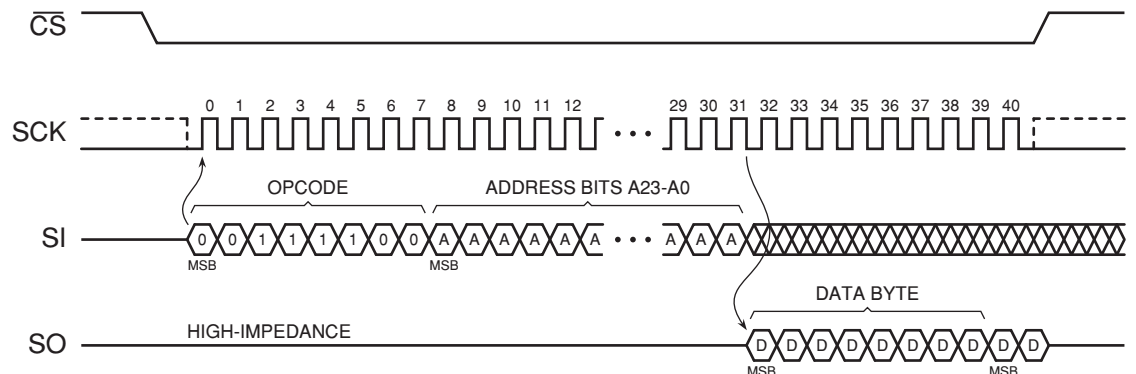 CS
0 1 2 3 4 5 6 7 8 9 10 11 12 29 30 31 32 33 34 35 36 37 38 39 40
SCK
OPCODE ADDRESS BITS A23-A0
SI 0 0 1 1 1 1 0 0 A A A A A A A A A
MSB MSB
DATA BYTE
HIGH-IMPEDANCE
SO D D D D D D D D D D
MSB MSB